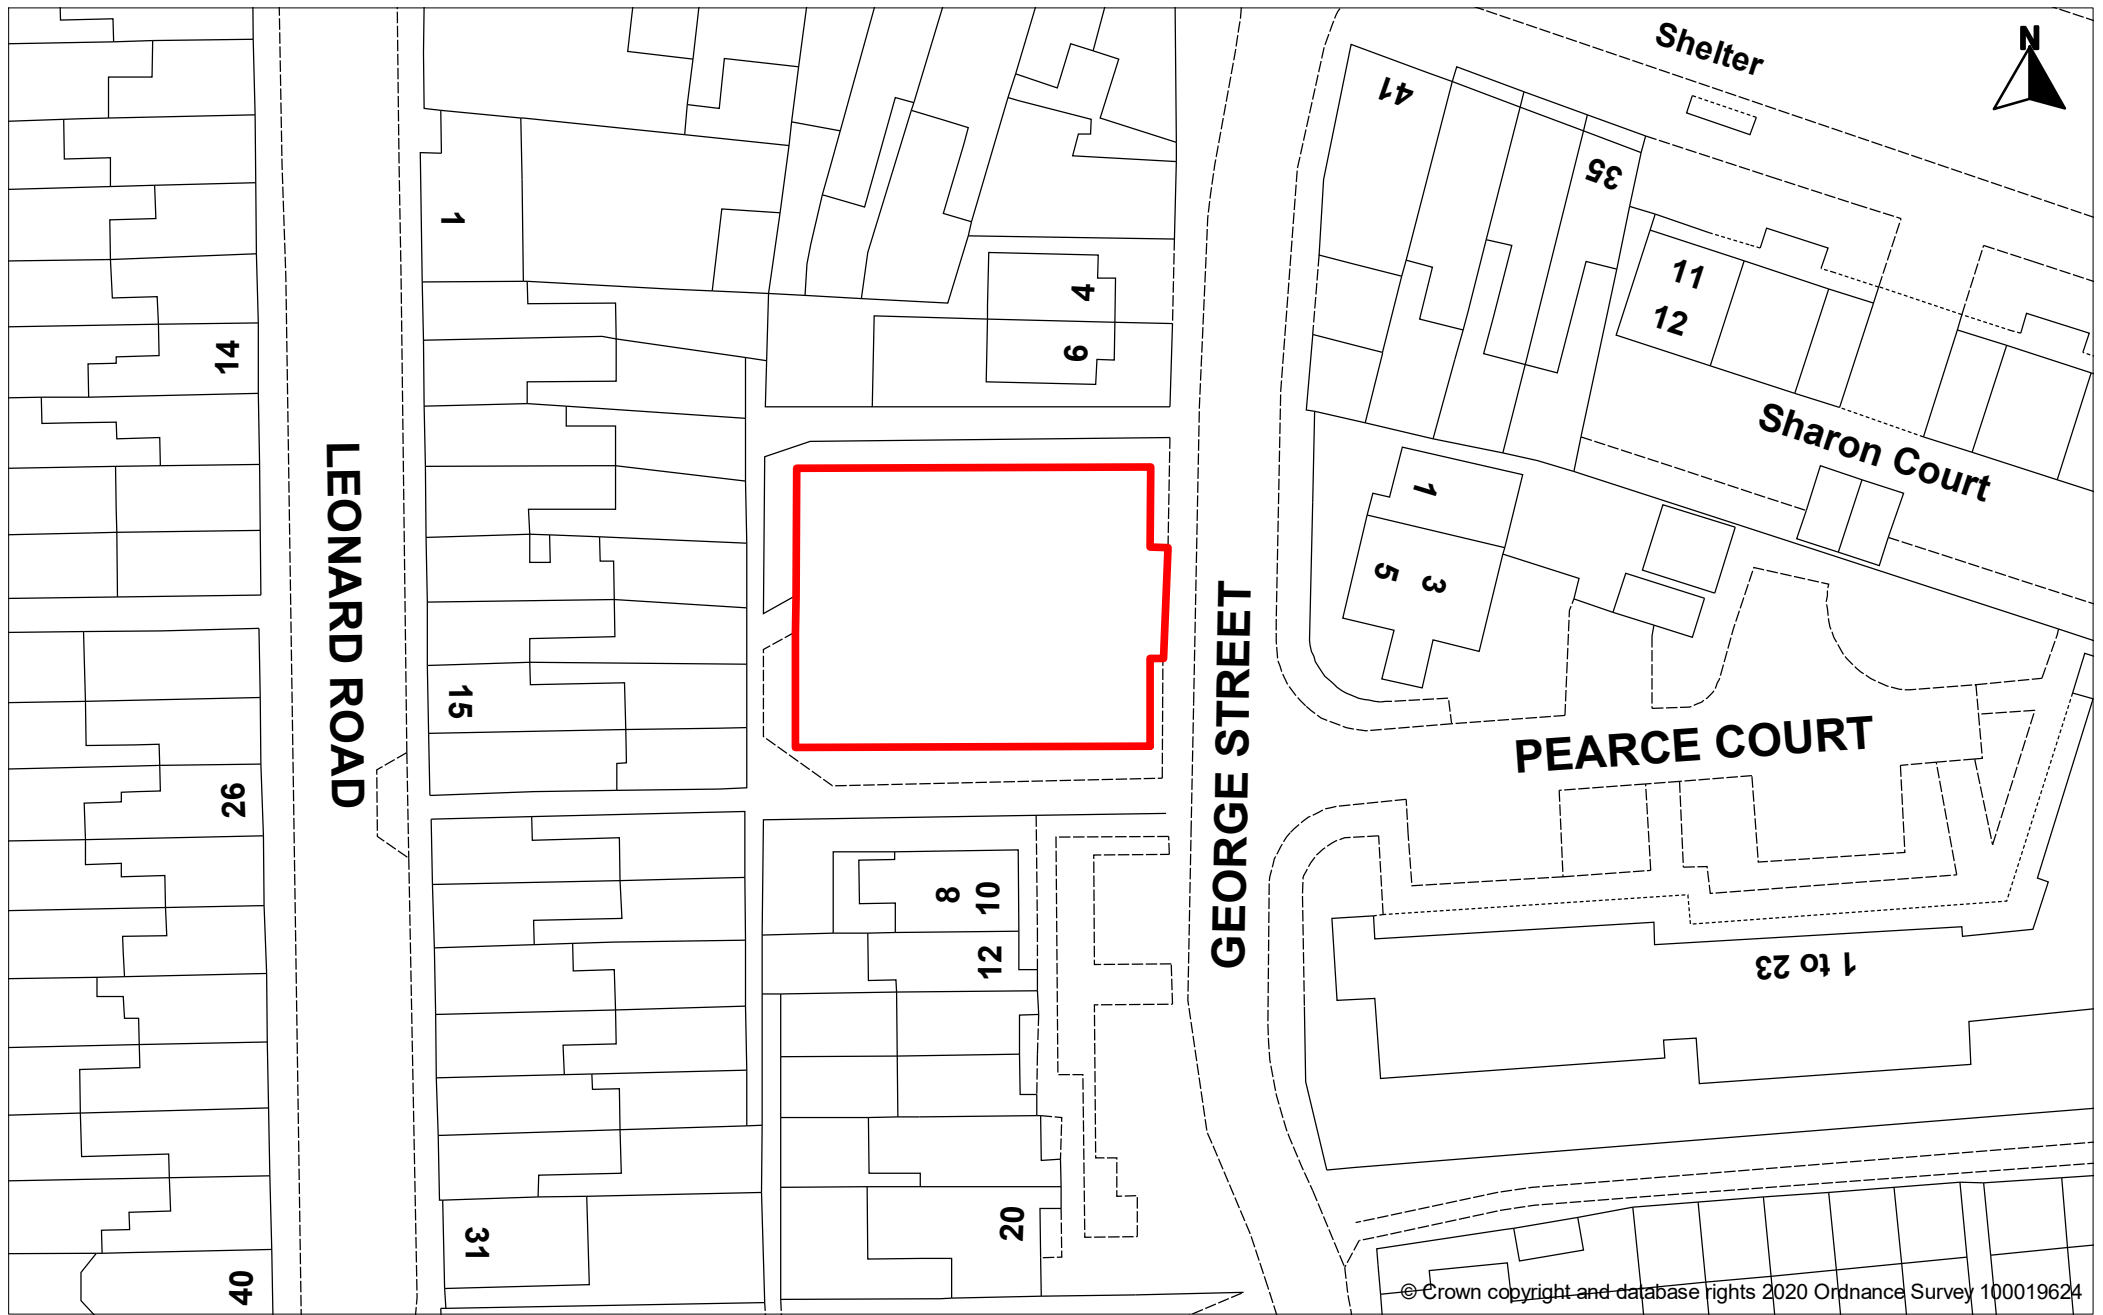 Shelter
N
41
35
1
11
12
4
6
14
Sharon Court
LEONARD ROAD
1
3
5
GEORGE STREET
15
PEARCE COURT
26
8
10
12
1 to 23
20
31
40
© Crown copyright and database rights 2020 Ordnance Survey 100019624